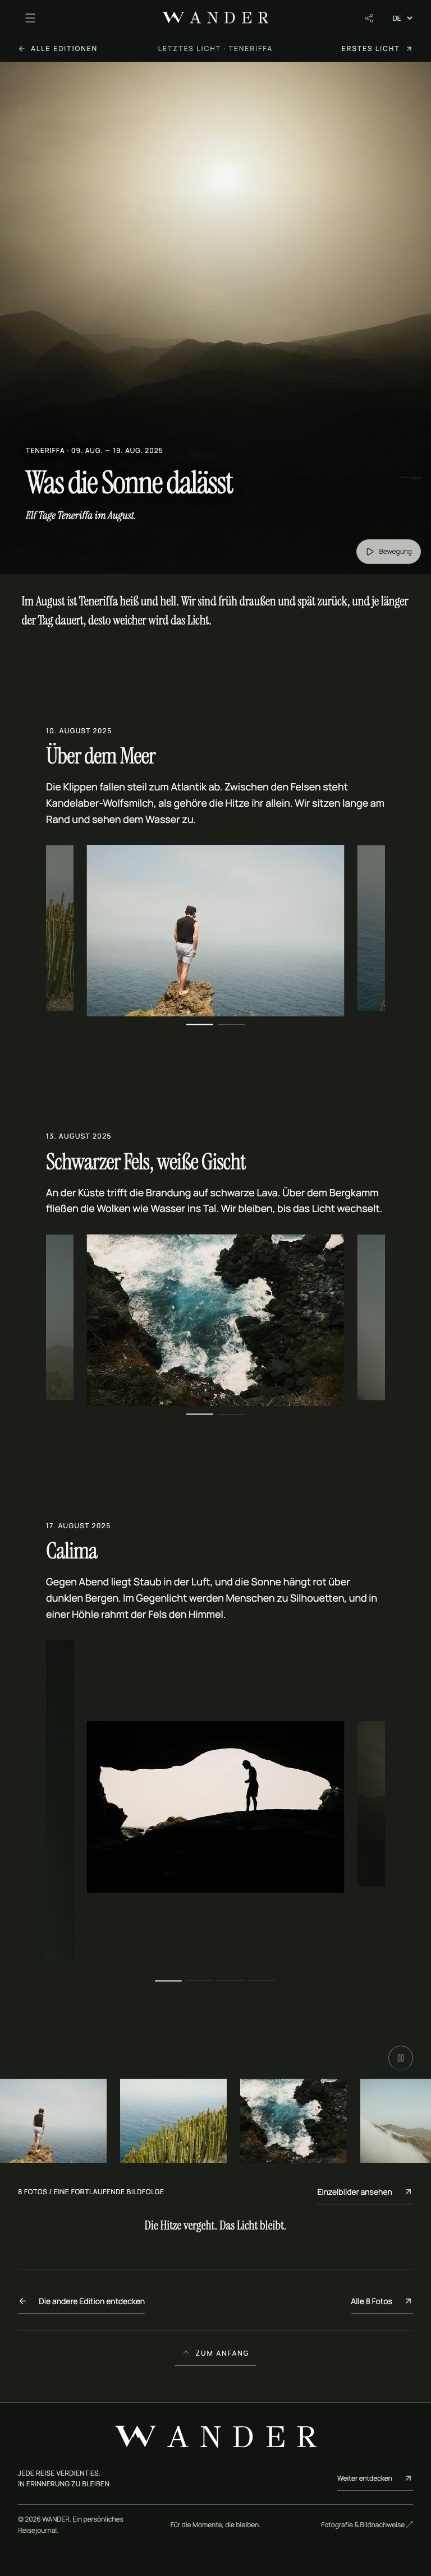 WANDER
DE
ALLE EDITIONEN
LETZTES LICHT · TENERIFFA
ERSTES LICHT
TENERIFFA · 09. AUG. — 19. AUG. 2025
Was die Sonne dalässt
Elf Tage Teneriffa im August.
Bewegung
Im August ist Teneriffa heiß und hell. Wir sind früh draußen und spät zurück, und je länger
der Tag dauert, desto weicher wird das Licht.
10. AUGUST 2025
Über dem Meer
Die Klippen fallen steil zum Atlantik ab. Zwischen den Felsen steht
Kandelaber-Wolfsmilch, als gehöre die Hitze ihr allein. Wir sitzen lange am
Rand und sehen dem Wasser zu.
13. AUGUST 2025
Schwarzer Fels, weiße Gischt
An der Küste trifft die Brandung auf schwarze Lava. Über dem Bergkamm
fließen die Wolken wie Wasser ins Tal. Wir bleiben, bis das Licht wechselt.
17. AUGUST 2025
Calima
Gegen Abend liegt Staub in der Luft, und die Sonne hängt rot über
dunklen Bergen. Im Gegenlicht werden Menschen zu Silhouetten, und in
einer Höhle rahmt der Fels den Himmel.
8 FOTOS / EINE FORTLAUFENDE BILDFOLGE
Einzelbilder ansehen
Die Hitze vergeht. Das Licht bleibt.
Die andere Edition entdecken
Alle 8 Fotos
ZUM ANFANG
WANDER
JEDE REISE VERDIENT ES,
IN ERINNERUNG ZU BLEIBEN.
Weiter entdecken
© 2026 WANDER. Ein persönliches
Reisejournal.
Für die Momente, die bleiben.
Fotografie & Bildnachweise